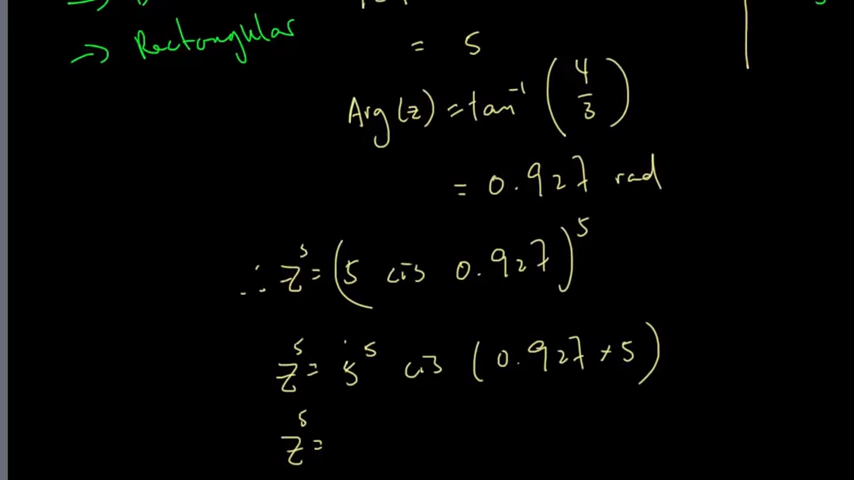 → Rectangular
= 5
Arg(z) = tan⁻¹ (4/3)
= 0.927 rad
∴ z⁵ = (5 cis 0.927)⁵
z⁵ = 5⁵ cis (0.927 × 5)
z⁵ =